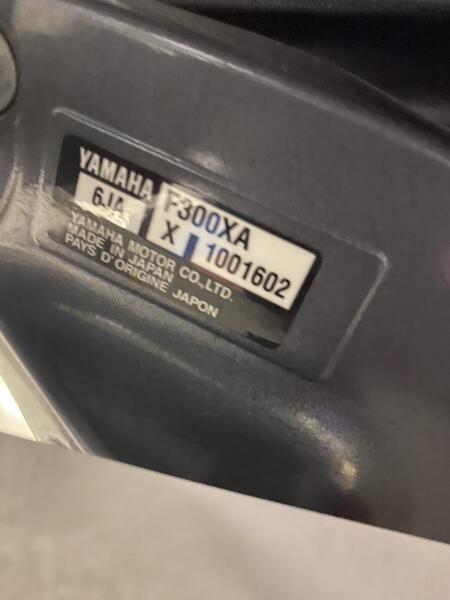 YAMAHA F300XA
6JA X 1001602
YAMAHA MOTOR CO.,LTD.
MADE IN JAPAN
PAYS D'ORIGINE JAPON